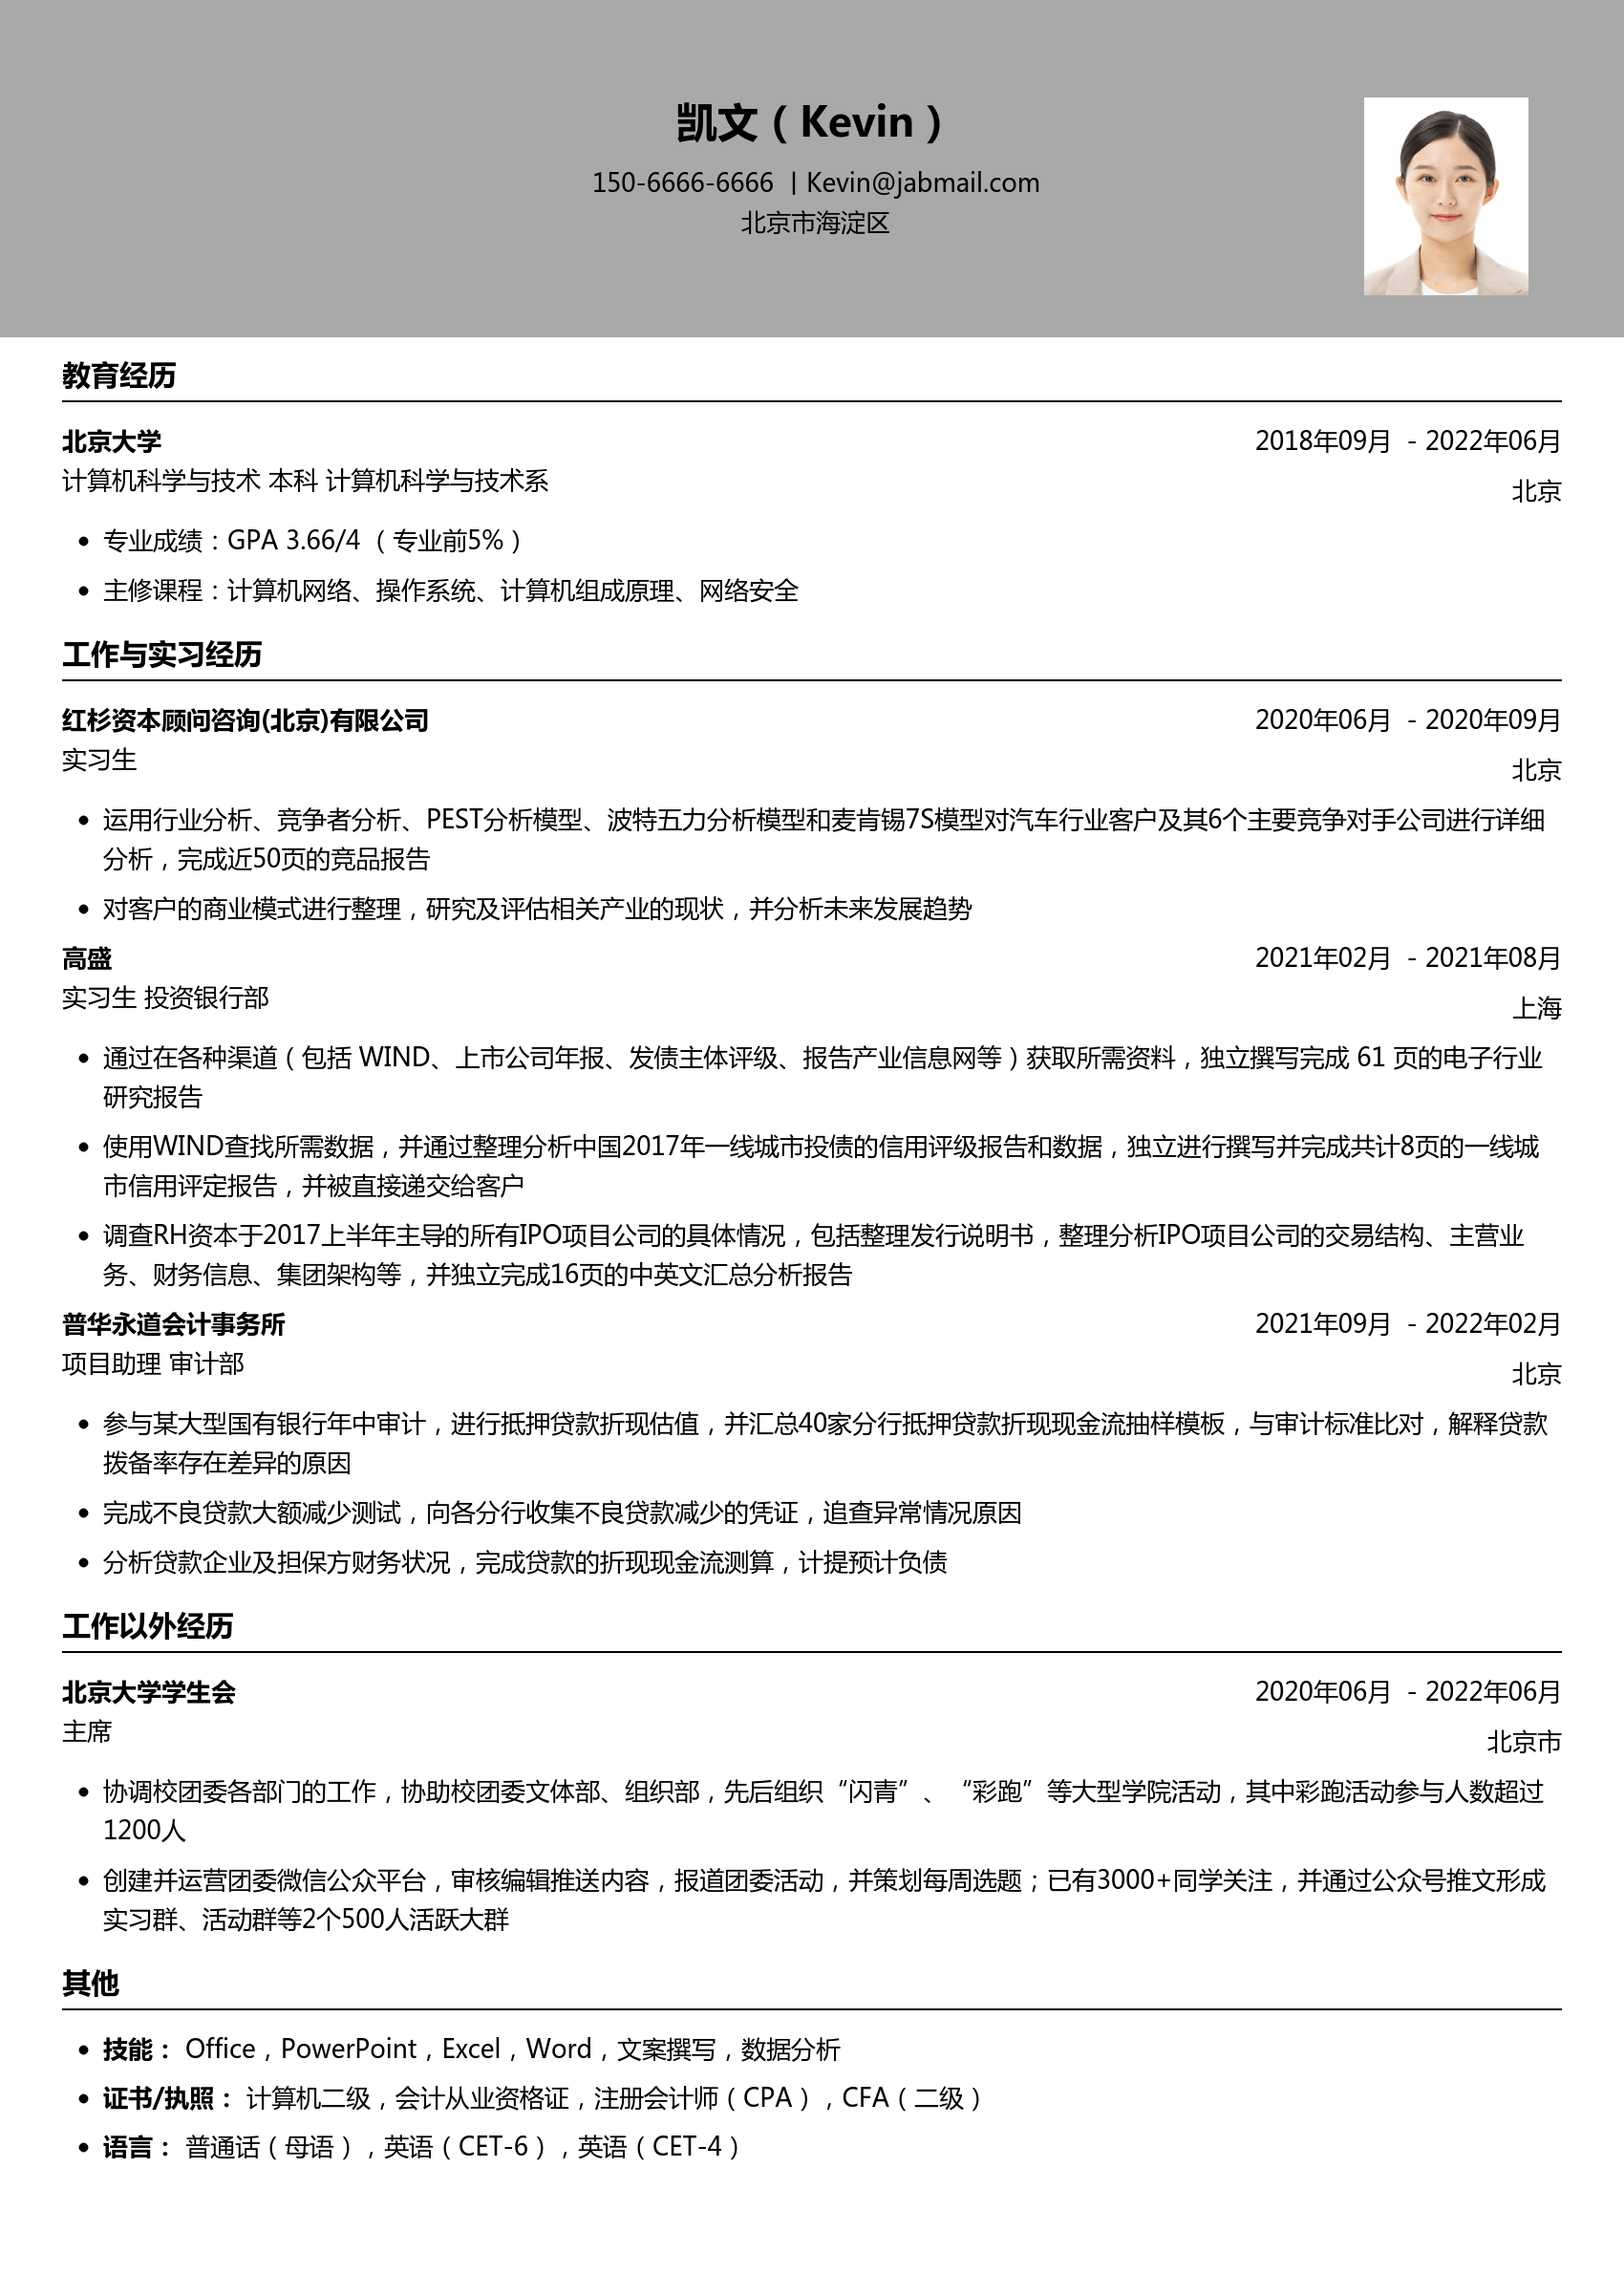 凯文（Kevin）
150-6666-6666 | Kevin@jabmail.com
北京市海淀区
教育经历
北京大学 2018年09月 - 2022年06月
计算机科学与技术 本科 计算机科学与技术系 北京
• 专业成绩：GPA 3.66/4 （专业前5%）
• 主修课程：计算机网络、操作系统、计算机组成原理、网络安全
工作与实习经历
红杉资本顾问咨询(北京)有限公司 2020年06月 - 2020年09月
实习生 北京
• 运用行业分析、竞争者分析、PEST分析模型、波特五力分析模型和麦肯锡7S模型对汽车行业客户及其6个主要竞争对手公司进行详细
分析，完成近50页的竞品报告
• 对客户的商业模式进行整理，研究及评估相关产业的现状，并分析未来发展趋势
高盛 2021年02月 - 2021年08月
实习生 投资银行部 上海
• 通过在各种渠道（包括 WIND、上市公司年报、发债主体评级、报告产业信息网等）获取所需资料，独立撰写完成 61 页的电子行业
研究报告
• 使用WIND查找所需数据，并通过整理分析中国2017年一线城市投债的信用评级报告和数据，独立进行撰写并完成共计8页的一线城
市信用评定报告，并被直接递交给客户
• 调查RH资本于2017上半年主导的所有IPO项目公司的具体情况，包括整理发行说明书，整理分析IPO项目公司的交易结构、主营业
务、财务信息、集团架构等，并独立完成16页的中英文汇总分析报告
普华永道会计事务所 2021年09月 - 2022年02月
项目助理 审计部 北京
• 参与某大型国有银行年中审计，进行抵押贷款折现估值，并汇总40家分行抵押贷款折现现金流抽样模板，与审计标准比对，解释贷款
拨备率存在差异的原因
• 完成不良贷款大额减少测试，向各分行收集不良贷款减少的凭证，追查异常情况原因
• 分析贷款企业及担保方财务状况，完成贷款的折现现金流测算，计提预计负债
工作以外经历
北京大学学生会 2020年06月 - 2022年06月
主席 北京市
• 协调校团委各部门的工作，协助校团委文体部、组织部，先后组织“闪青”、“彩跑”等大型学院活动，其中彩跑活动参与人数超过
1200人
• 创建并运营团委微信公众平台，审核编辑推送内容，报道团委活动，并策划每周选题；已有3000+同学关注，并通过公众号推文形成
实习群、活动群等2个500人活跃大群
其他
• 技能： Office，PowerPoint，Excel，Word，文案撰写，数据分析
• 证书/执照： 计算机二级，会计从业资格证，注册会计师（CPA），CFA（二级）
• 语言： 普通话（母语），英语（CET-6），英语（CET-4）